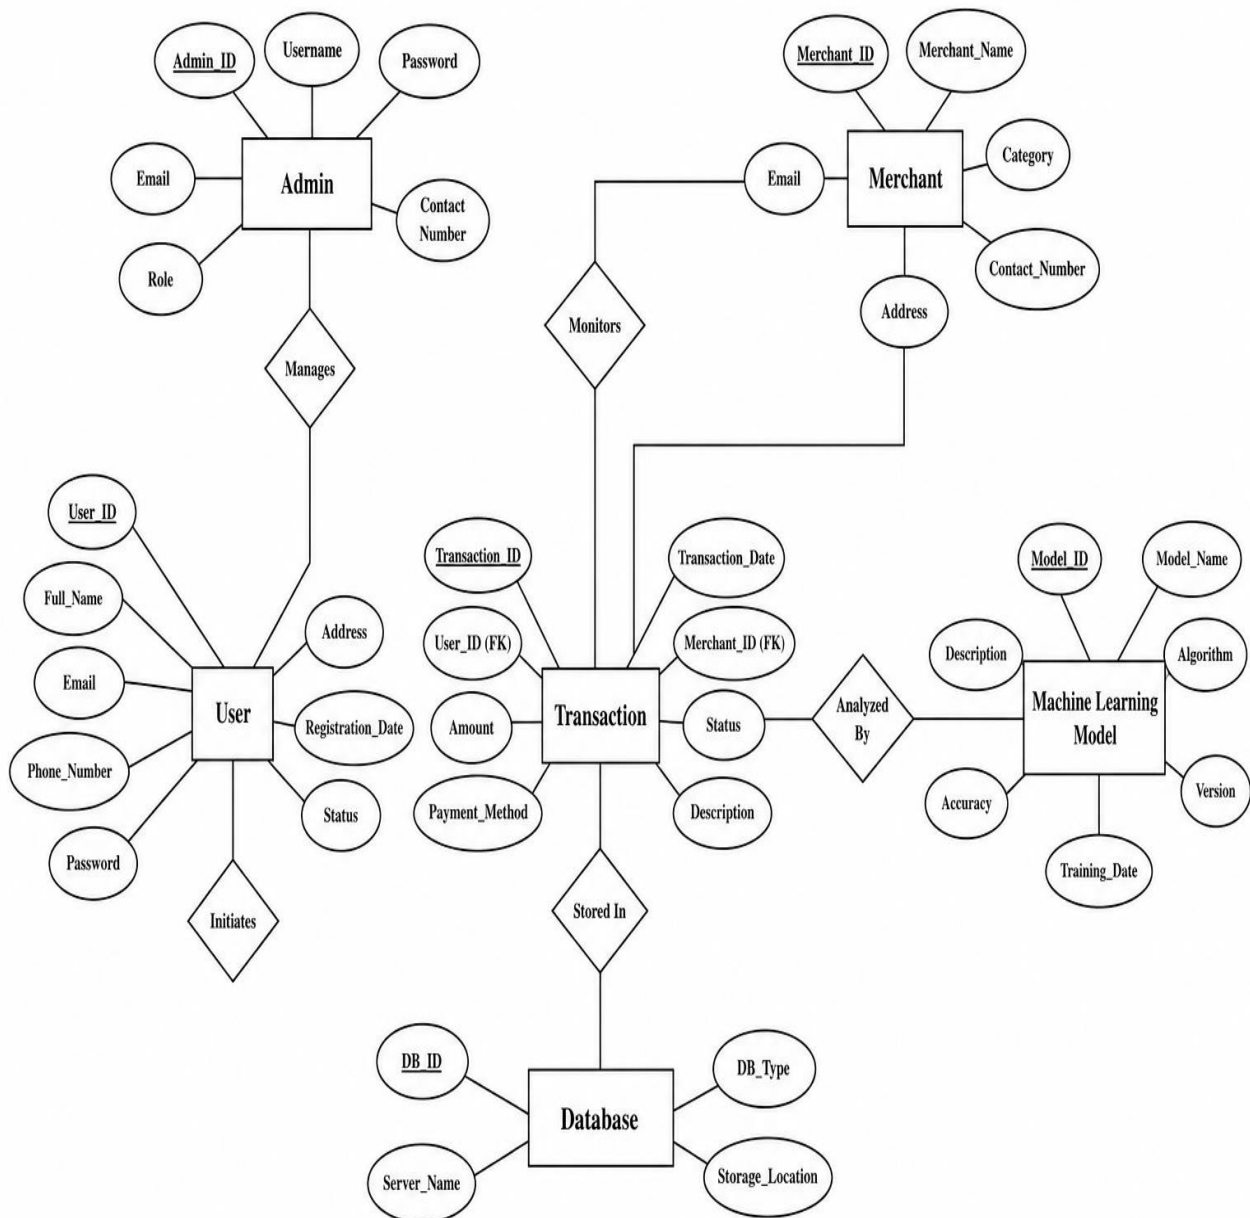 Admin_ID
Username
Password
Email
Admin
Contact
Number
Role
Manages
Merchant_ID
Merchant_Name
Email
Merchant
Category
Contact_Number
Address
Monitors
User_ID
Full_Name
Email
Phone_Number
Password
User
Address
Registration_Date
Status
Initiates
Transaction_ID
Transaction_Date
User_ID (FK)
Merchant_ID (FK)
Amount
Transaction
Status
Payment_Method
Description
Analyzed
By
Model_ID
Model_Name
Description
Algorithm
Machine Learning
Model
Accuracy
Version
Training_Date
Stored In
DB_ID
DB_Type
Database
Server_Name
Storage_Location